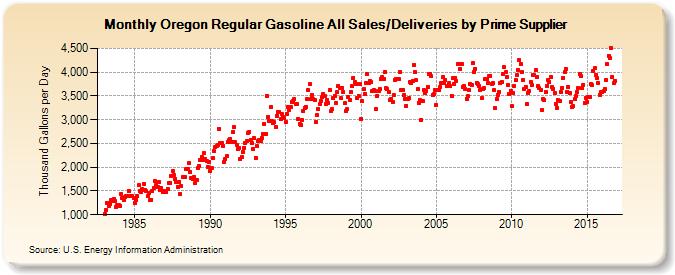 Monthly Oregon Regular Gasoline All Sales/Deliveries by Prime Supplier
Thousand Gallons per Day
4,500
4,000
3,500
3,000
2,500
2,000
1,500
1,000
1985 1990 1995 2000 2005 2010 2015
Source: U.S. Energy Information Administration